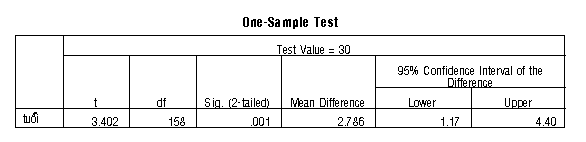 One-Sample Test
Test Value = 30
95% Confidence Interval of the Difference
t df Sig. (2-tailed) Mean Difference Lower Upper
tuổi 3.402 158 .001 2.786 1.17 4.40